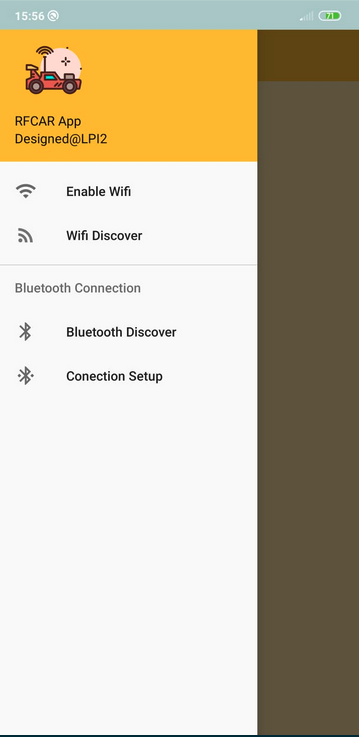 15:56
71
RFCAR App
Designed@LPI2
Enable Wifi
Wifi Discover
Bluetooth Connection
Bluetooth Discover
Conection Setup